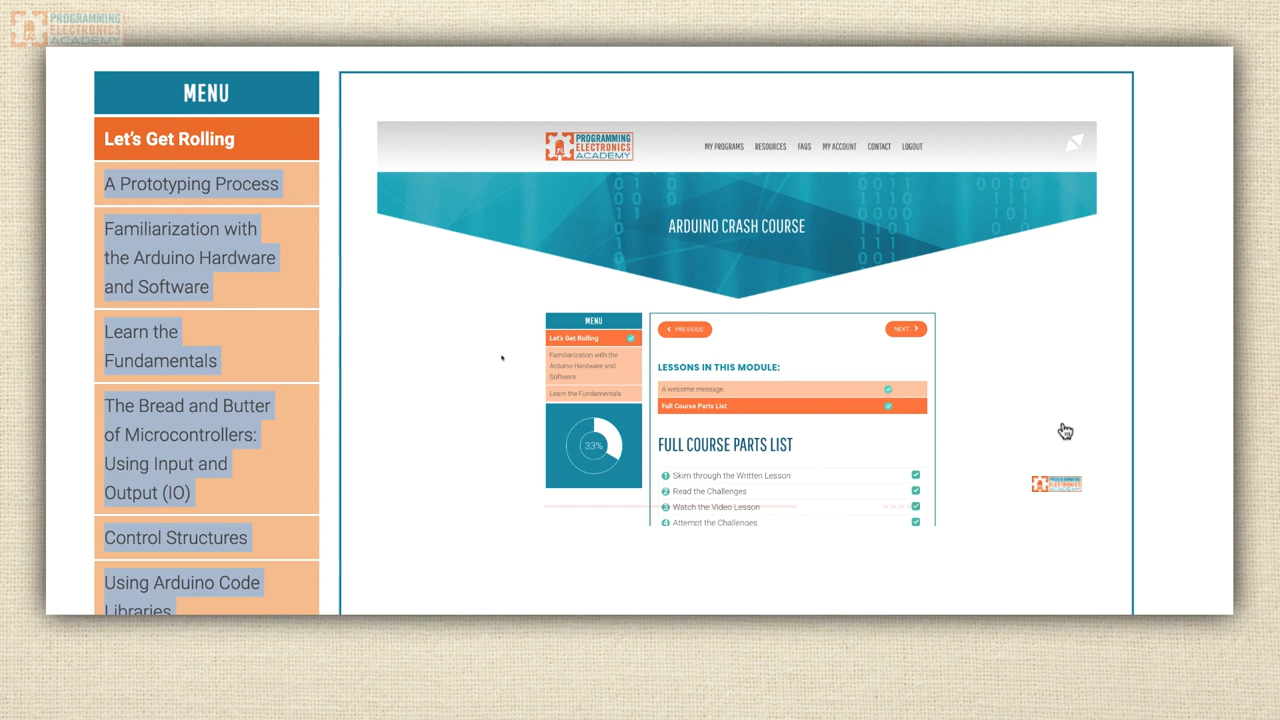 PROGRAMMING
ELECTRONICS
ACADEMY
MENU
Let's Get Rolling
A Prototyping Process
Familiarization with
the Arduino Hardware
and Software
Learn the
Fundamentals
The Bread and Butter
of Microcontrollers:
Using Input and
Output (IO)
Control Structures
Using Arduino Code
Libraries
PROGRAMMING
ELECTRONICS
ACADEMY
MY PROGRAMS RESOURCES FAQS MY ACCOUNT CONTACT LOGOUT
ARDUINO CRASH COURSE
MENU
Let's Get Rolling
Familiarization with the
Arduino Hardware and
Software
Learn the Fundamentals
33%
PREVIOUS
NEXT
LESSONS IN THIS MODULE:
A welcome message.
Full Course Parts List
FULL COURSE PARTS LIST
1 Skim through the Written Lesson
2 Read the Challenges
3 Watch the Video Lesson
4 Attempt the Challenges
PROGRAMMING
ELECTRONICS
ACADEMY